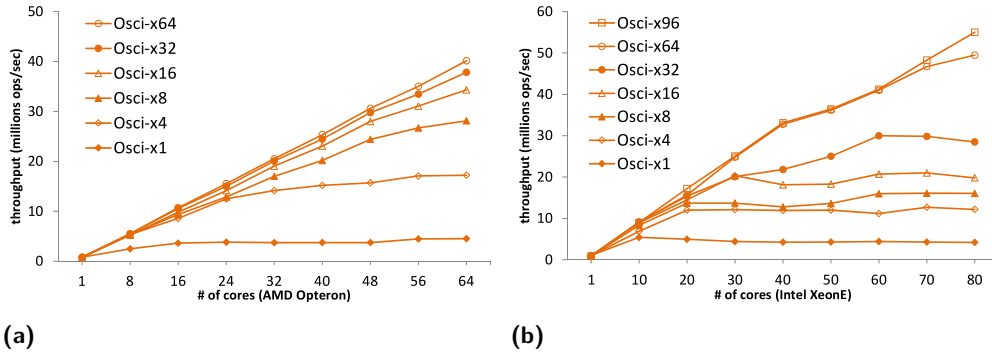 50
40
30
20
10
0
throughput (millions ops/sec)
Osci-x64
Osci-x32
Osci-x16
Osci-x8
Osci-x4
Osci-x1
1 8 16 24 32 40 48 56 64
# of cores (AMD Opteron)
(a)
60
50
40
30
20
10
0
throughput (millions ops/sec)
Osci-x96
Osci-x64
Osci-x32
Osci-x16
Osci-x8
Osci-x4
Osci-x1
1 10 20 30 40 50 60 70 80
# of cores (Intel XeonE)
(b)